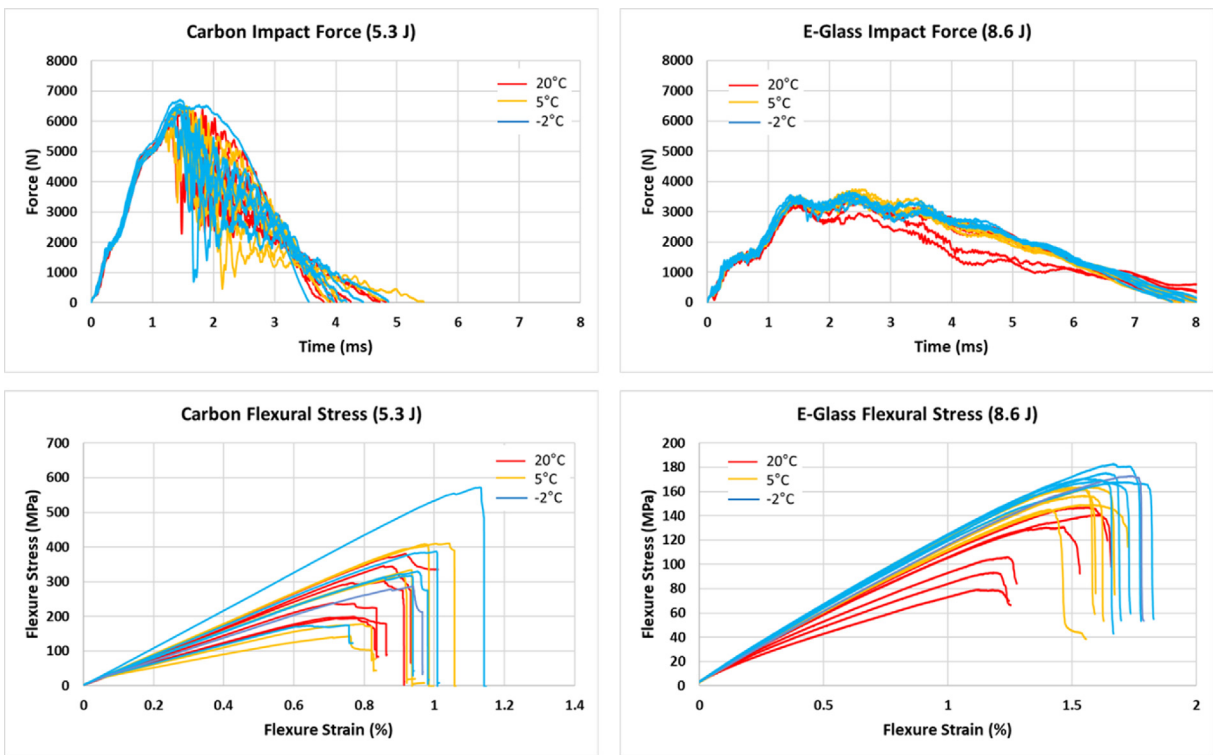 Carbon Impact Force (5.3 J)
8000
7000
6000
5000
4000
3000
2000
1000
0
Force (N)
20°C
5°C
-2°C
0 1 2 3 4 5 6 7 8
Time (ms)
E-Glass Impact Force (8.6 J)
8000
7000
6000
5000
4000
3000
2000
1000
0
Force (N)
20°C
5°C
-2°C
0 1 2 3 4 5 6 7 8
Time (ms)
Carbon Flexural Stress (5.3 J)
700
600
500
400
300
200
100
0
Flexure Stress (MPa)
20°C
5°C
-2°C
0 0.2 0.4 0.6 0.8 1 1.2 1.4
Flexure Strain (%)
E-Glass Flexural Stress (8.6 J)
200
180
160
140
120
100
80
60
40
20
0
Flexure Stress (MPa)
20°C
5°C
-2°C
0 0.5 1 1.5 2
Flexure Strain (%)